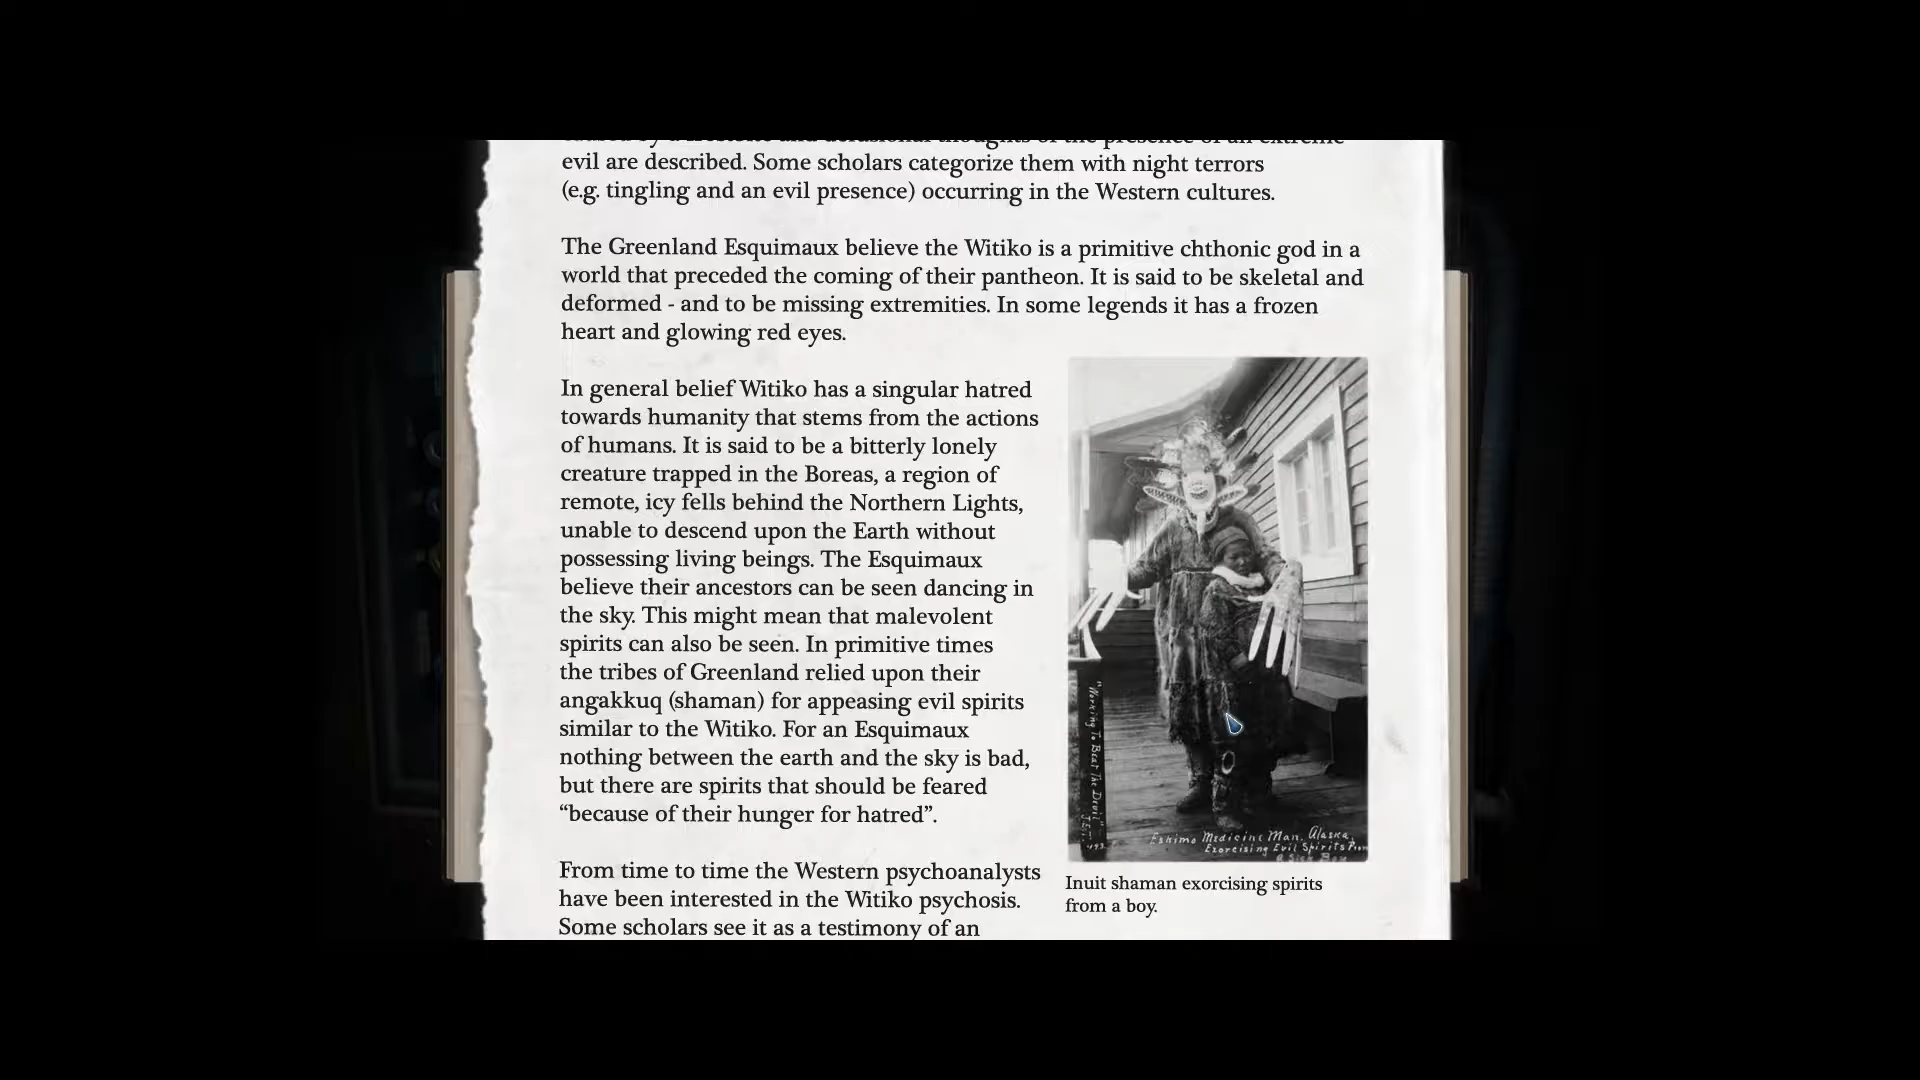 evil are described. Some scholars categorize them with night terrors
(e.g. tingling and an evil presence) occurring in the Western cultures.
The Greenland Esquimaux believe the Witiko is a primitive chthonic god in a
world that preceded the coming of their pantheon. It is said to be skeletal and
deformed - and to be missing extremities. In some legends it has a frozen
heart and glowing red eyes.
In general belief Witiko has a singular hatred
towards humanity that stems from the actions
of humans. It is said to be a bitterly lonely
creature trapped in the Boreas, a region of
remote, icy fells behind the Northern Lights,
unable to descend upon the Earth without
possessing living beings. The Esquimaux
believe their ancestors can be seen dancing in
the sky. This might mean that malevolent
spirits can also be seen. In primitive times
the tribes of Greenland relied upon their
angakkuq (shaman) for appeasing evil spirits
similar to the Witiko. For an Esquimaux
nothing between the earth and the sky is bad,
but there are spirits that should be feared
“because of their hunger for hatred”.
From time to time the Western psychoanalysts
have been interested in the Witiko psychosis.
Some scholars see it as a testimony of an
"Working To Beat The Devil"
Eskimo Medicine Man, Alaska,
Exorcising Evil Spirits From
a Sick Boy
Inuit shaman exorcising spirits
from a boy.